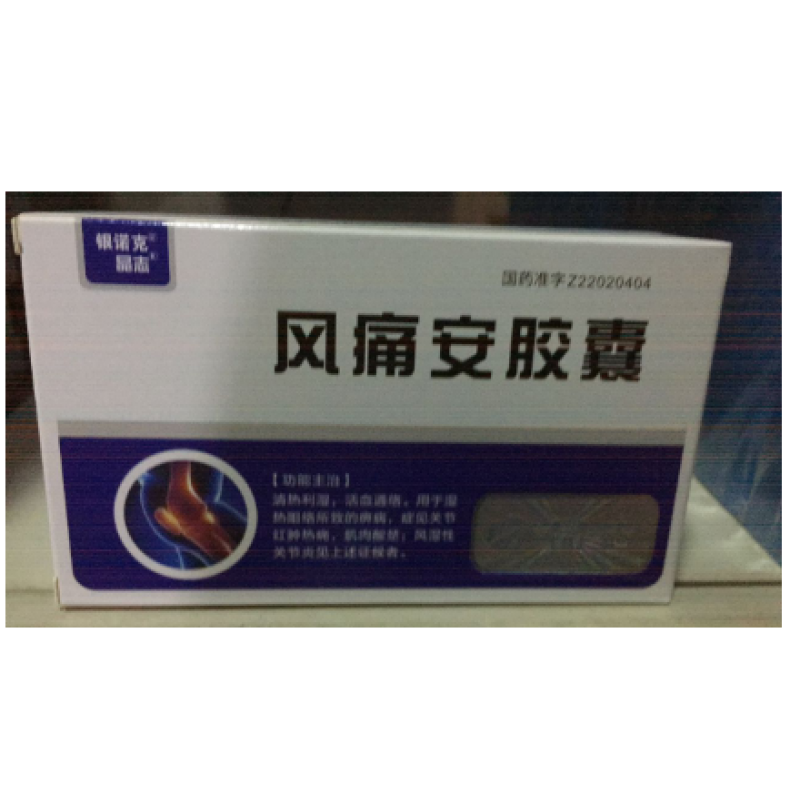 银诺克®
晶志®
国药准字Z22020404
风痛安胶囊
【功能主治】
清热利湿,活血通络。用于湿
热阻络所致的痹病,症见关节
红肿热痛,肌肉酸楚;风湿性
关节炎见上述证候者。